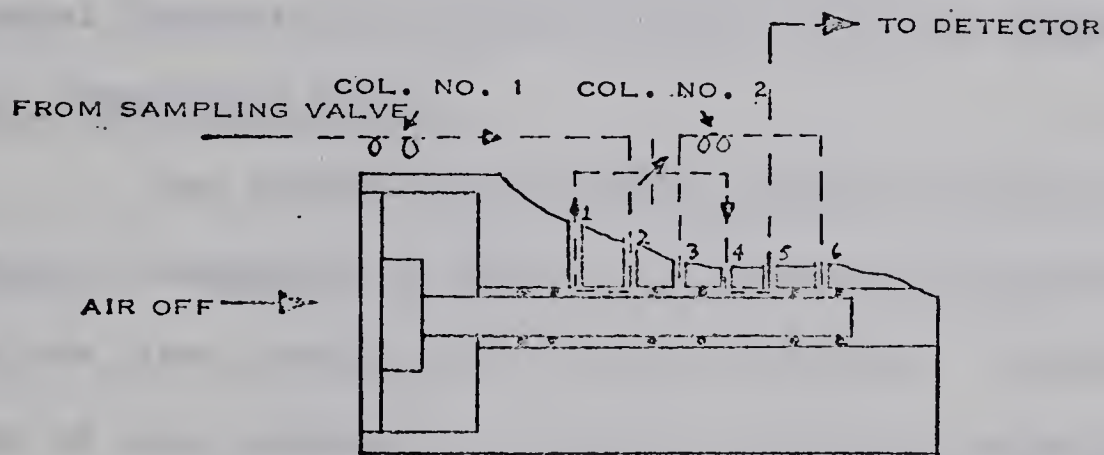 TO DETECTOR
COL. NO. 1 COL. NO. 2
FROM SAMPLING VALVE
1 2 3 4 5 6
AIR OFF